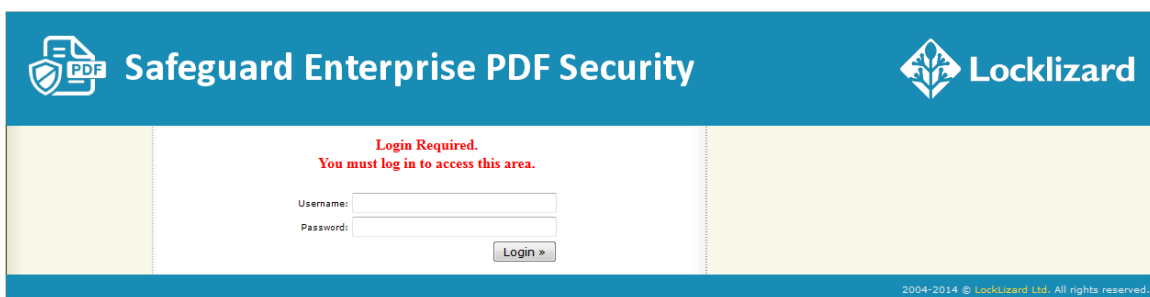 PDF Safeguard Enterprise PDF Security Locklizard
Login Required.
You must log in to access this area.
Username:
Password:
Login »
2004-2014 © LockLizard Ltd. All rights reserved.